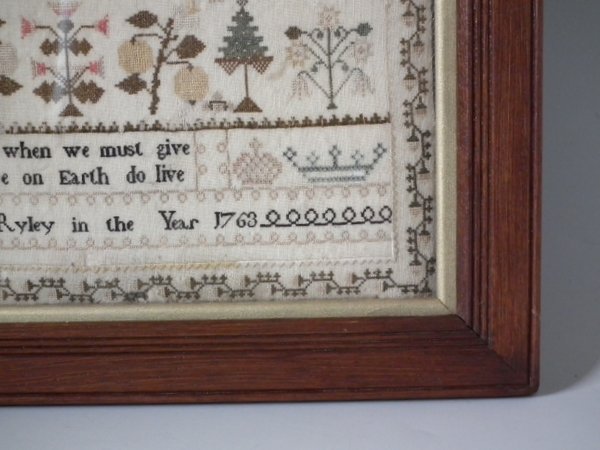 when we must give
e on Earth do live
Ryley in the Year 1763